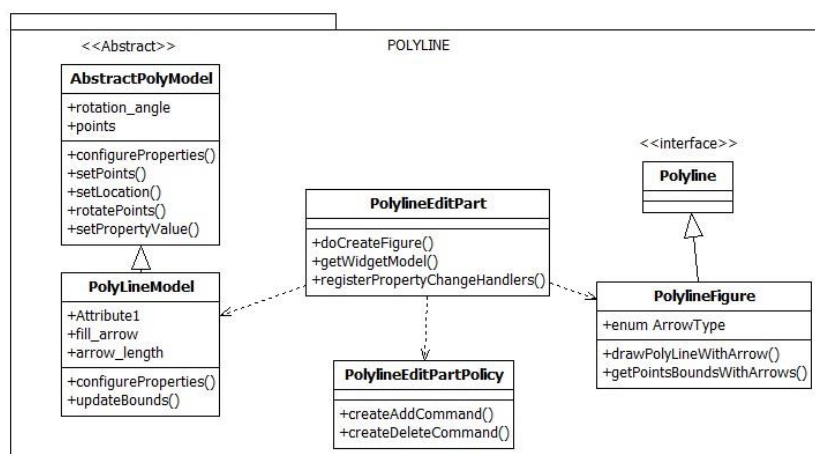 POLYLINE
<<Abstract>>
AbstractPolyModel
+rotation_angle
+points
+configureProperties()
+setPoints()
+setLocation()
+rotatePoints()
+setPropertyValue()
<<interface>>
Polyline
PolylineEditPart
+doCreateFigure()
+getWidgetModel()
+registerPropertyChangeHandlers()
PolyLineModel
+Attribute1
+fill_arrow
+arrow_length
+configureProperties()
+updateBounds()
PolylineFigure
+enum ArrowType
+drawPolyLineWithArrow()
+getPointsBoundsWithArrows()
PolylineEditPartPolicy
+createAddCommand()
+createDeleteCommand()